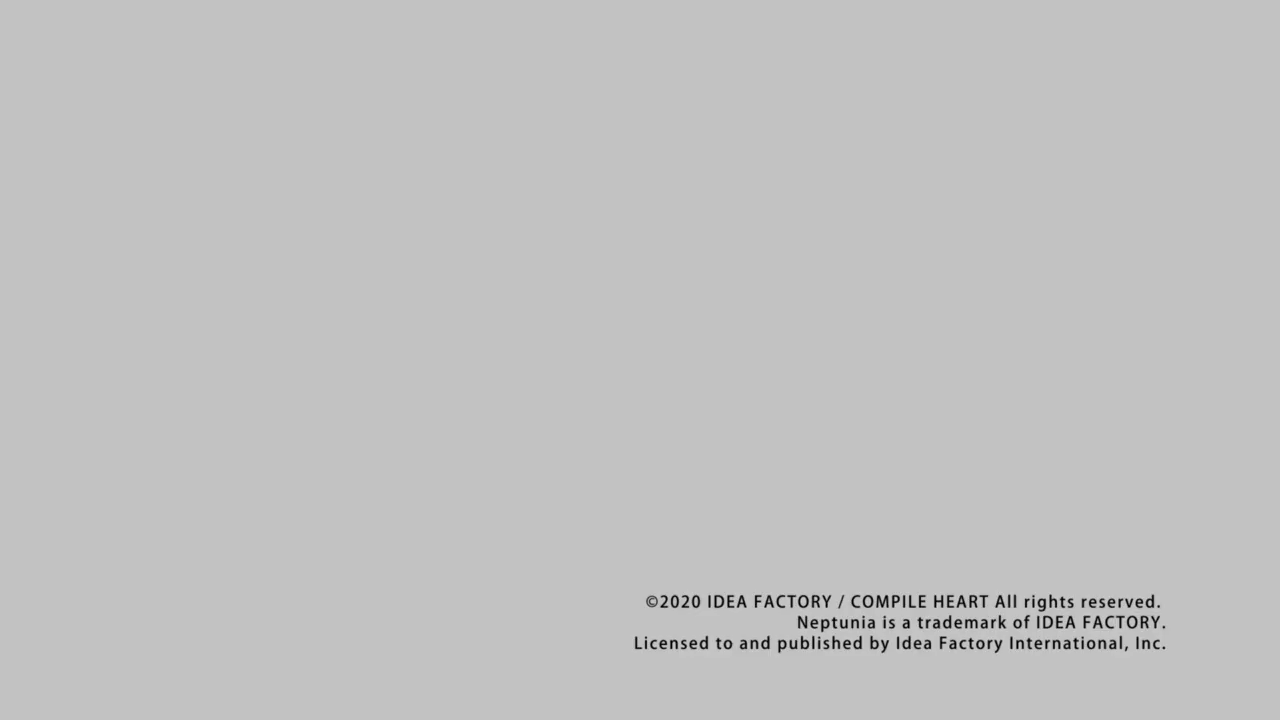 ©2020 IDEA FACTORY / COMPILE HEART All rights reserved.
Neptunia is a trademark of IDEA FACTORY.
Licensed to and published by Idea Factory International, Inc.